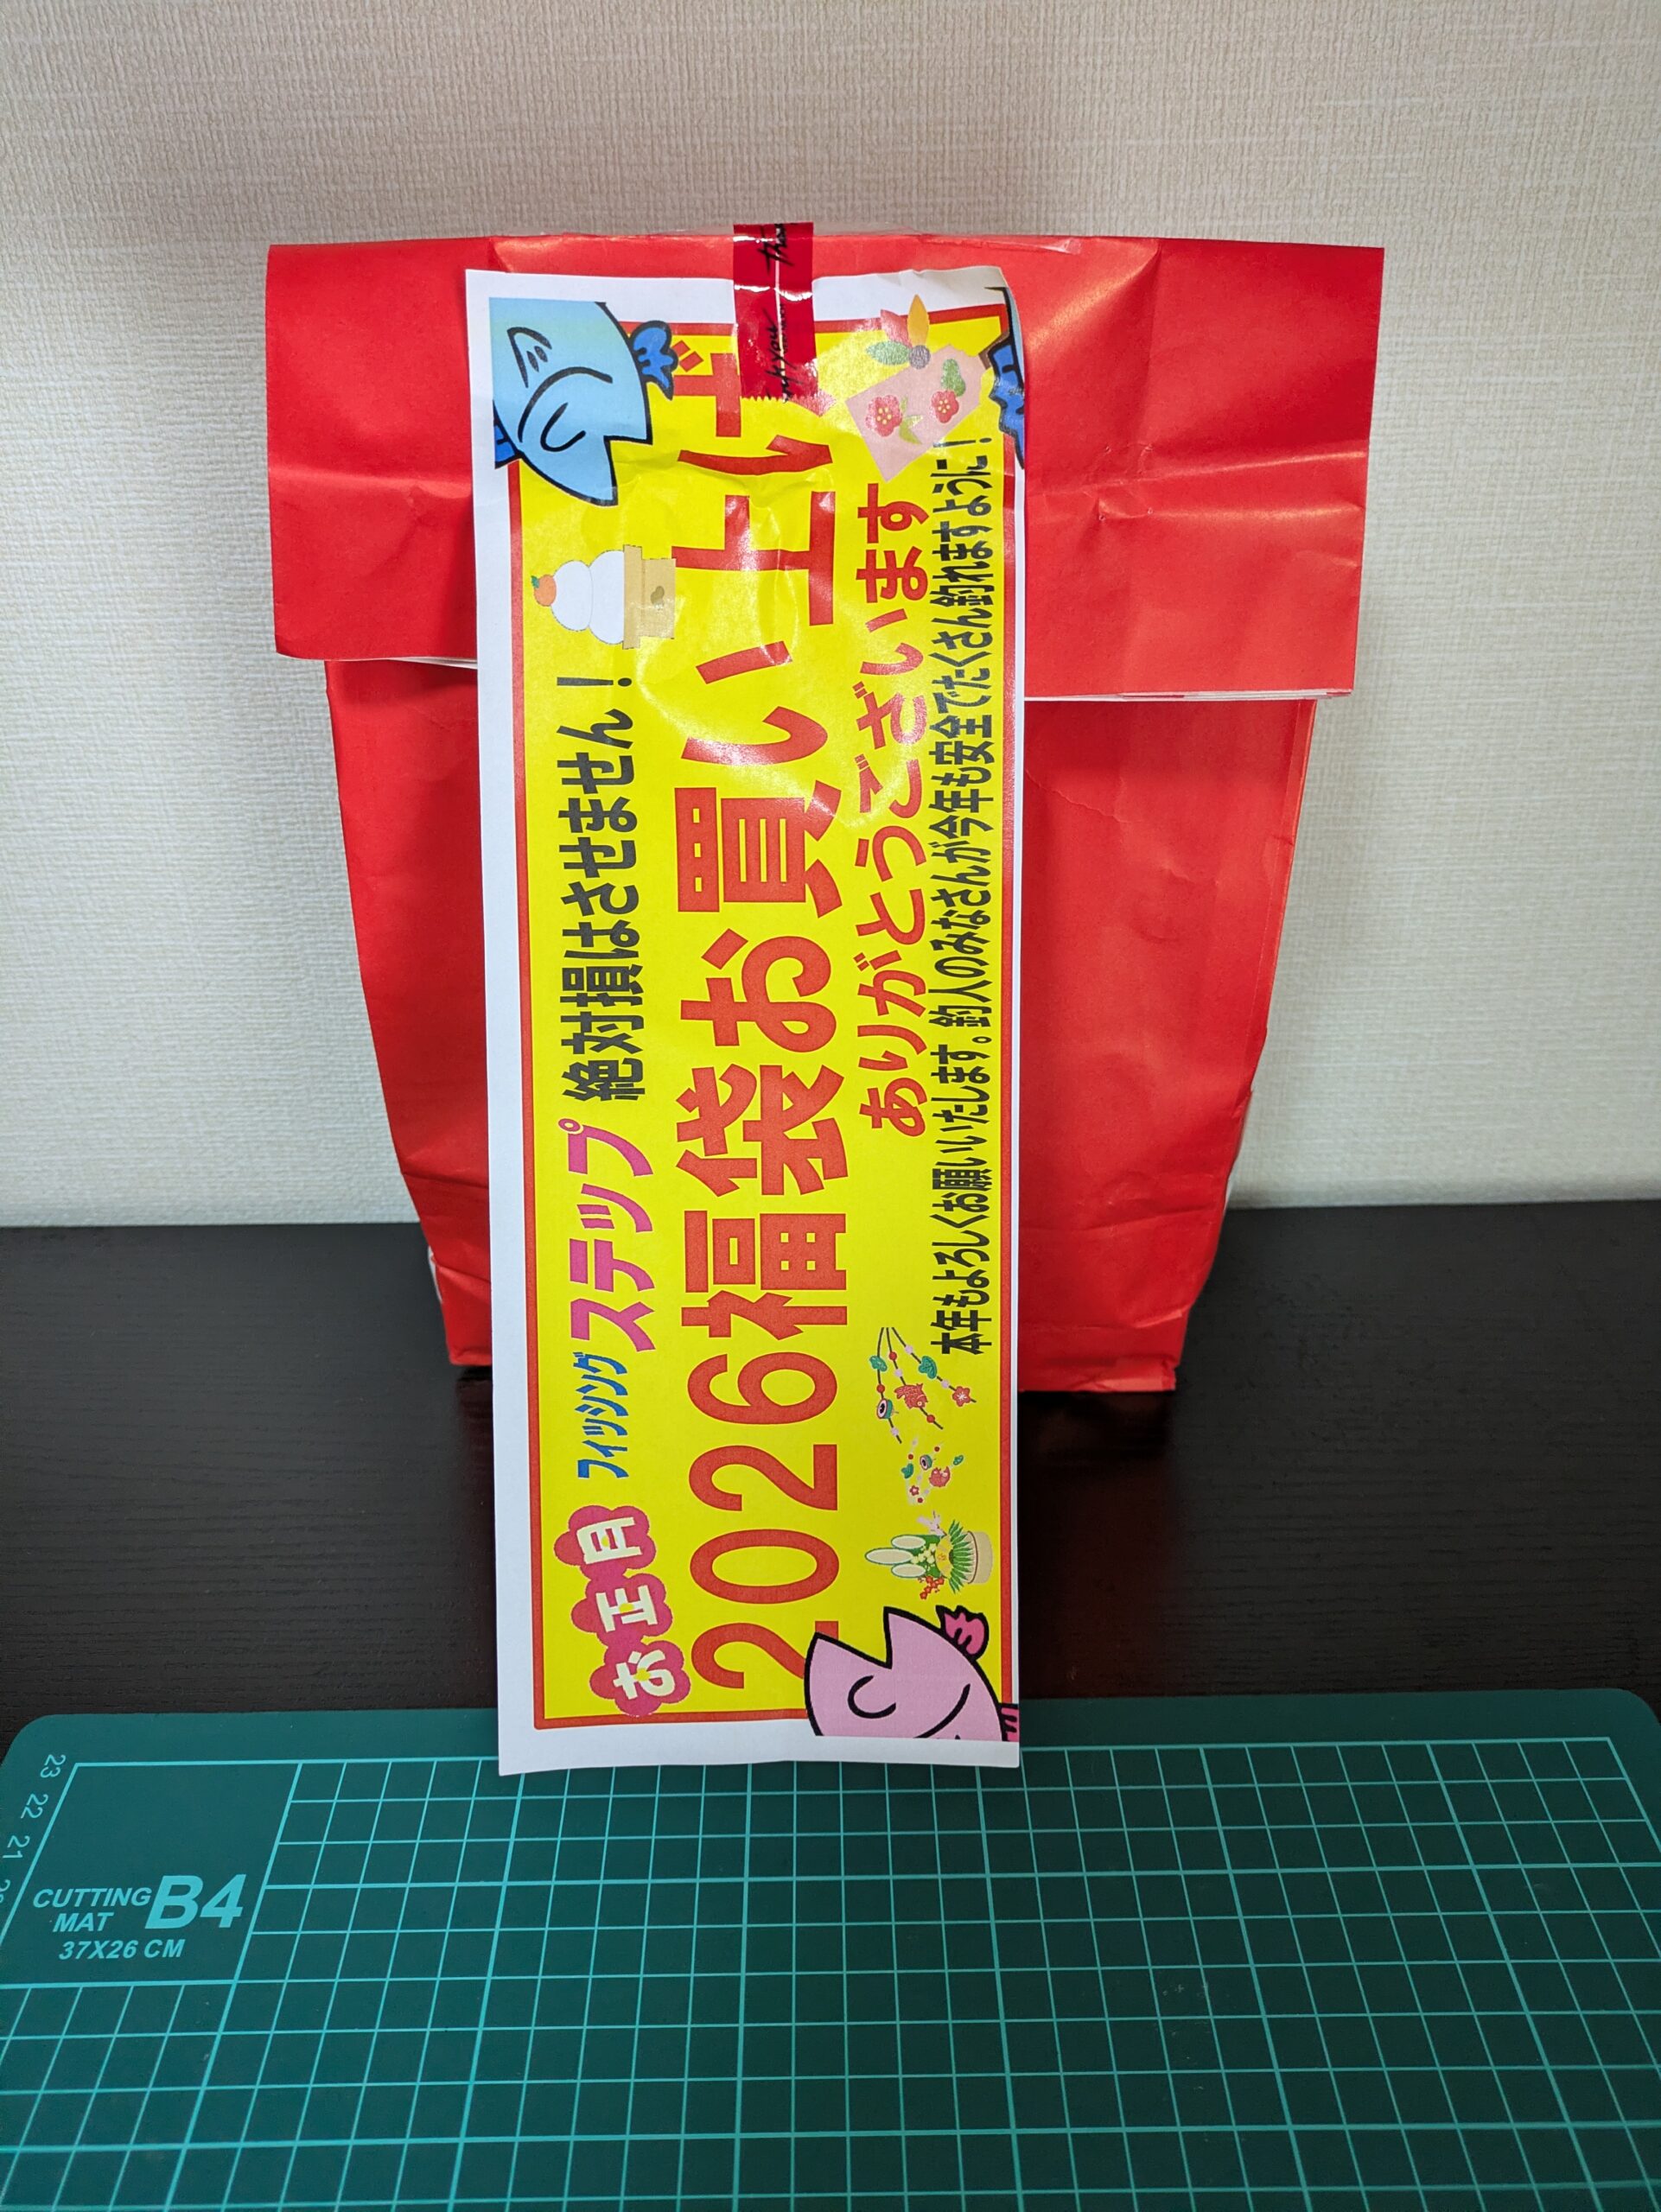 お正月 フィッシング ステップ 絶対損はさせません！
2026福袋お買い上げ
ありがとうございます
本年もよろしくお願いいたします。釣人のみなさんが今年も安全でたくさん釣れますように！
23
22
21
CUTTING MAT B4
37X26 CM